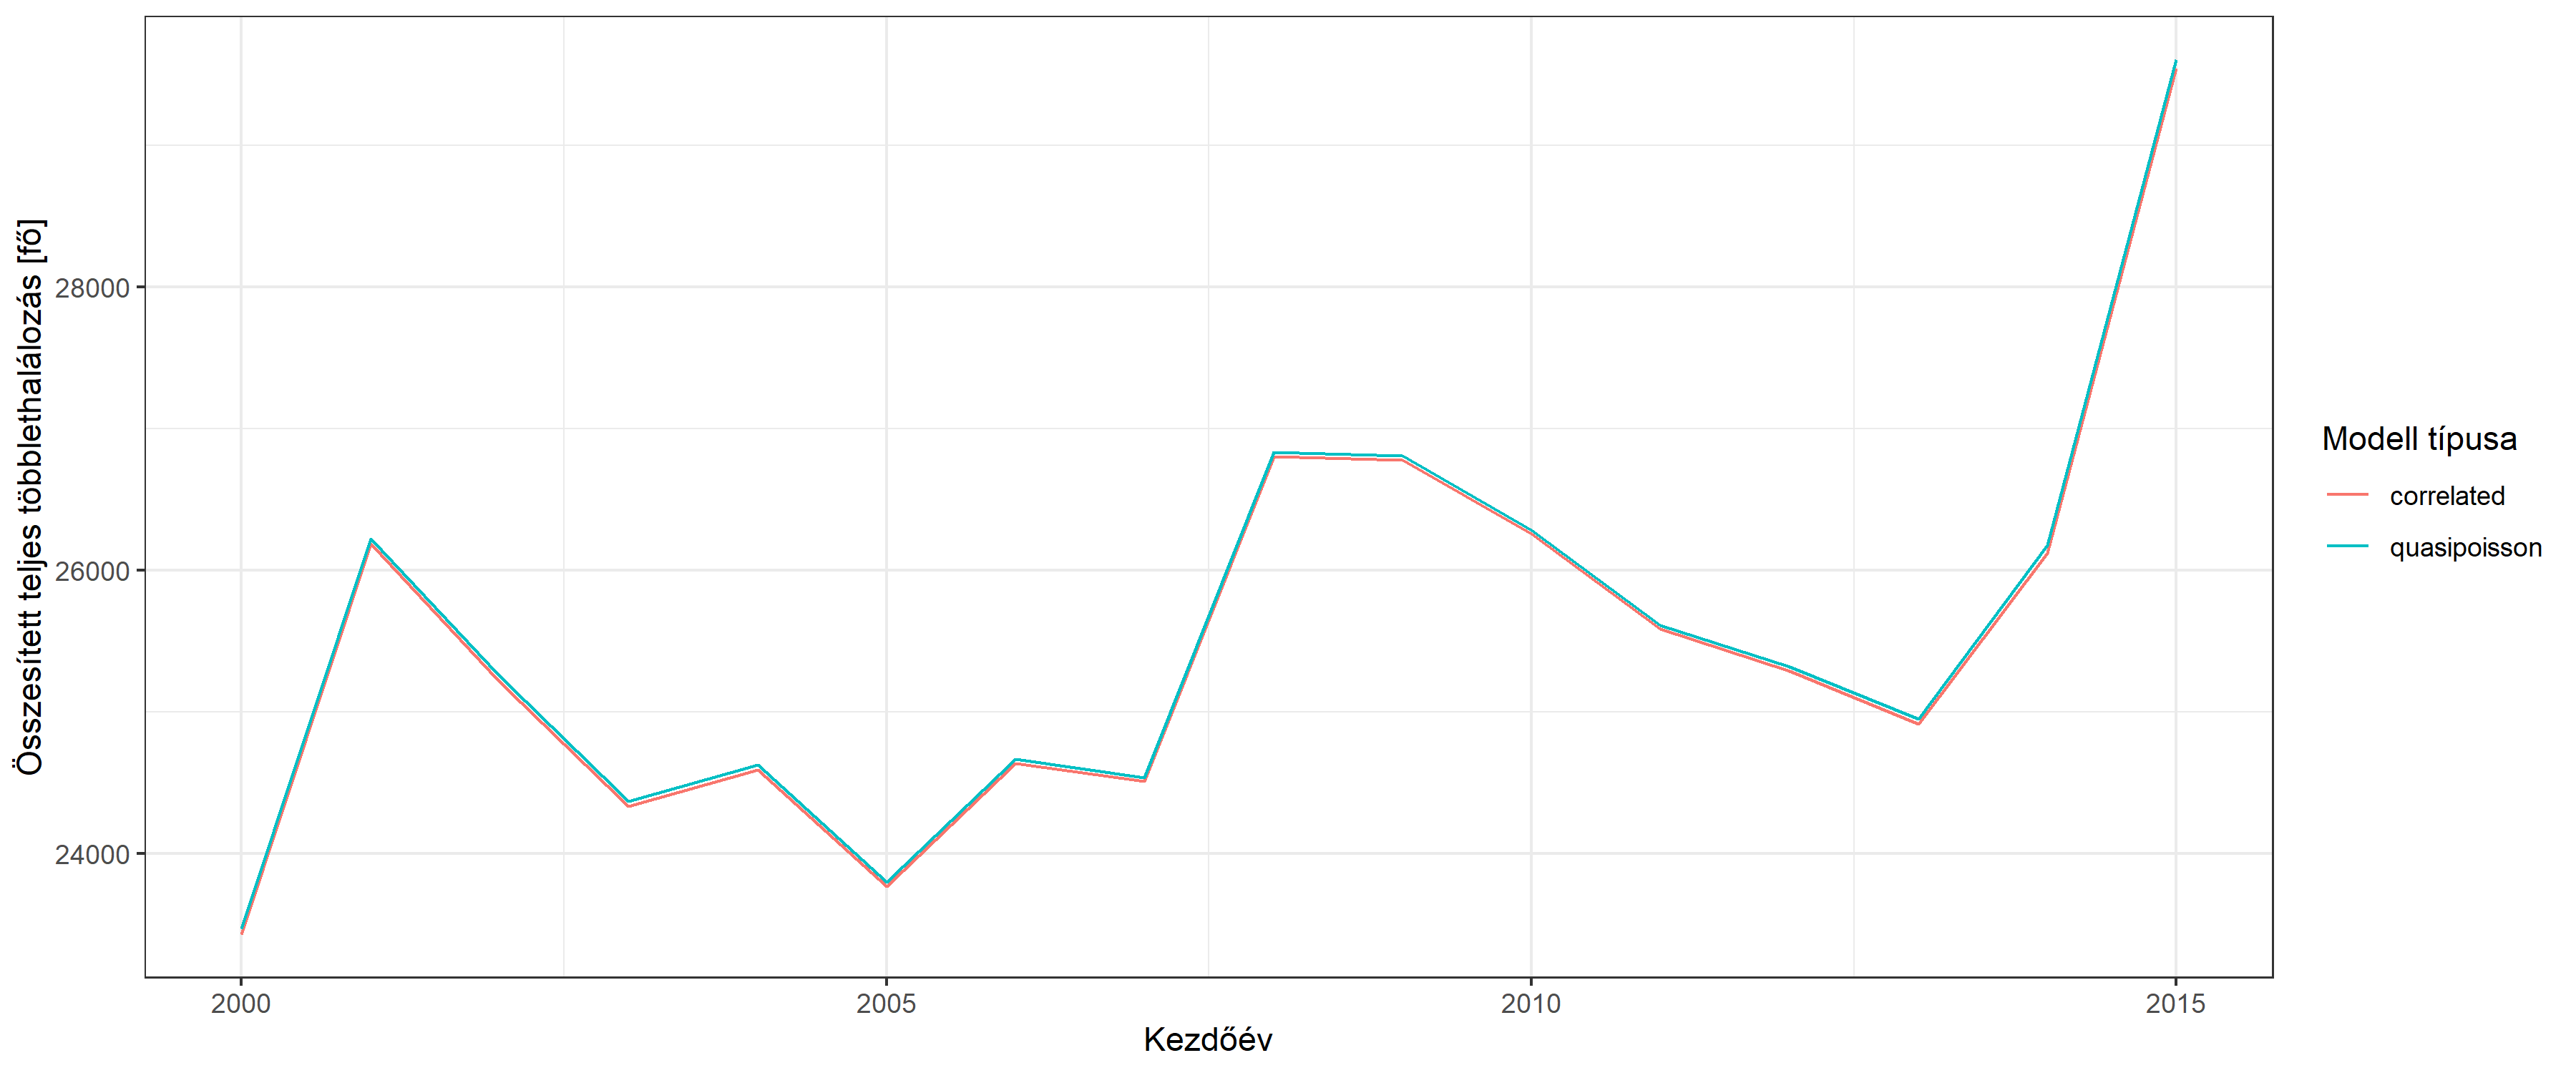 Összesített teljes többlethalálozás [fő]
28000
26000
24000
2000
2005
2010
2015
Kezdőév
Modell típusa
correlated
quasipoisson